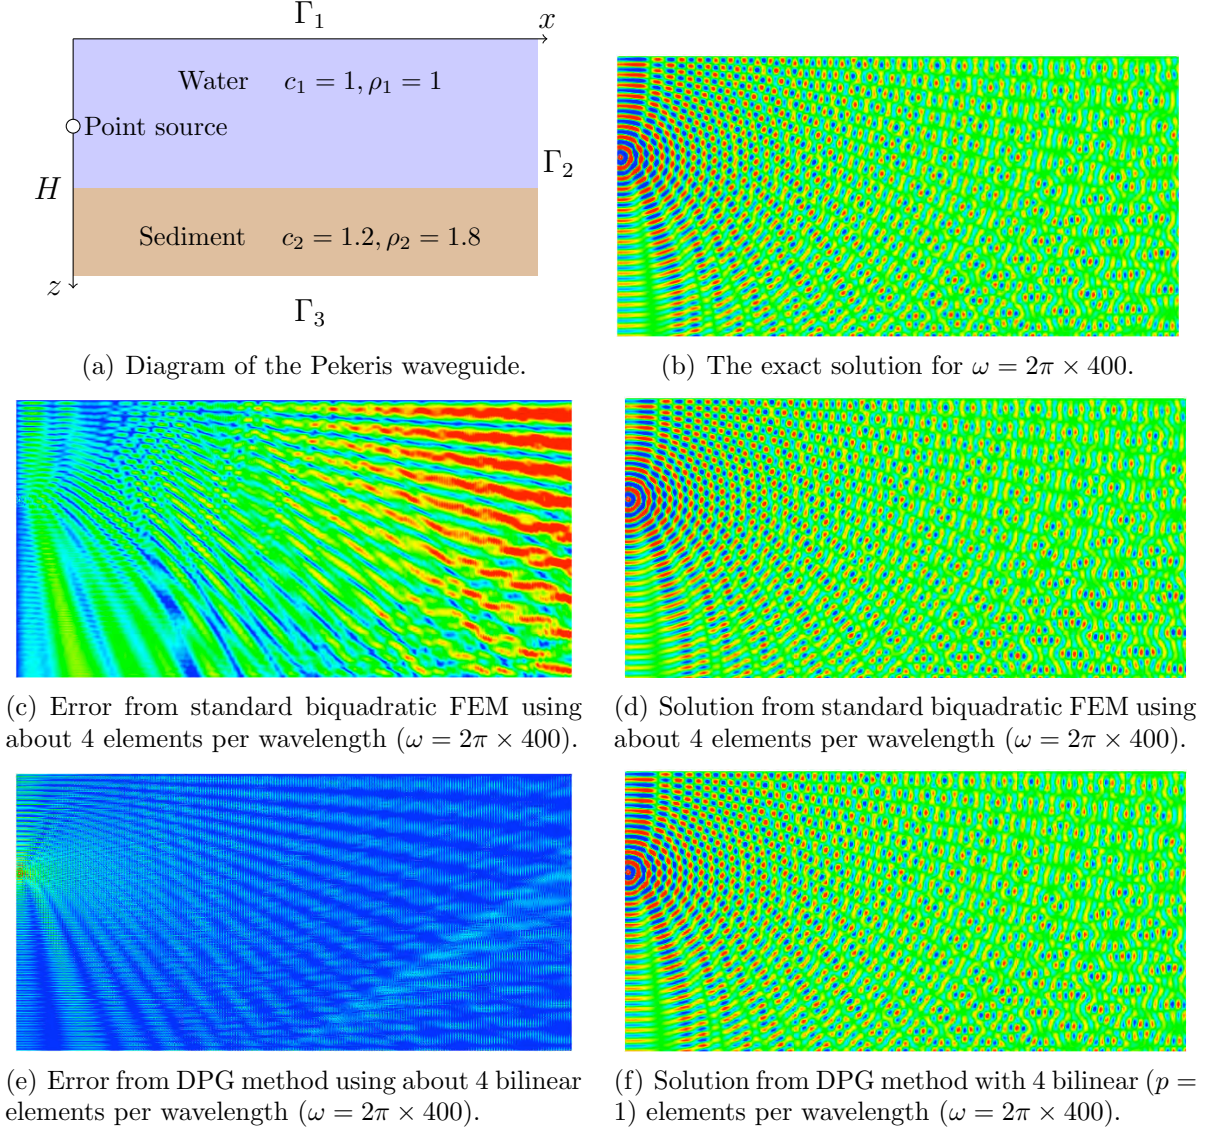 Γ₁
x
Water c₁ = 1, ρ₁ = 1
Point source
Γ₂
H
Sediment c₂ = 1.2, ρ₂ = 1.8
z
Γ₃
(a) Diagram of the Pekeris waveguide.
(b) The exact solution for ω = 2π × 400.
(c) Error from standard biquadratic FEM using
about 4 elements per wavelength (ω = 2π × 400).
(d) Solution from standard biquadratic FEM using
about 4 elements per wavelength (ω = 2π × 400).
(e) Error from DPG method using about 4 bilinear
elements per wavelength (ω = 2π × 400).
(f) Solution from DPG method with 4 bilinear (p =
1) elements per wavelength (ω = 2π × 400).